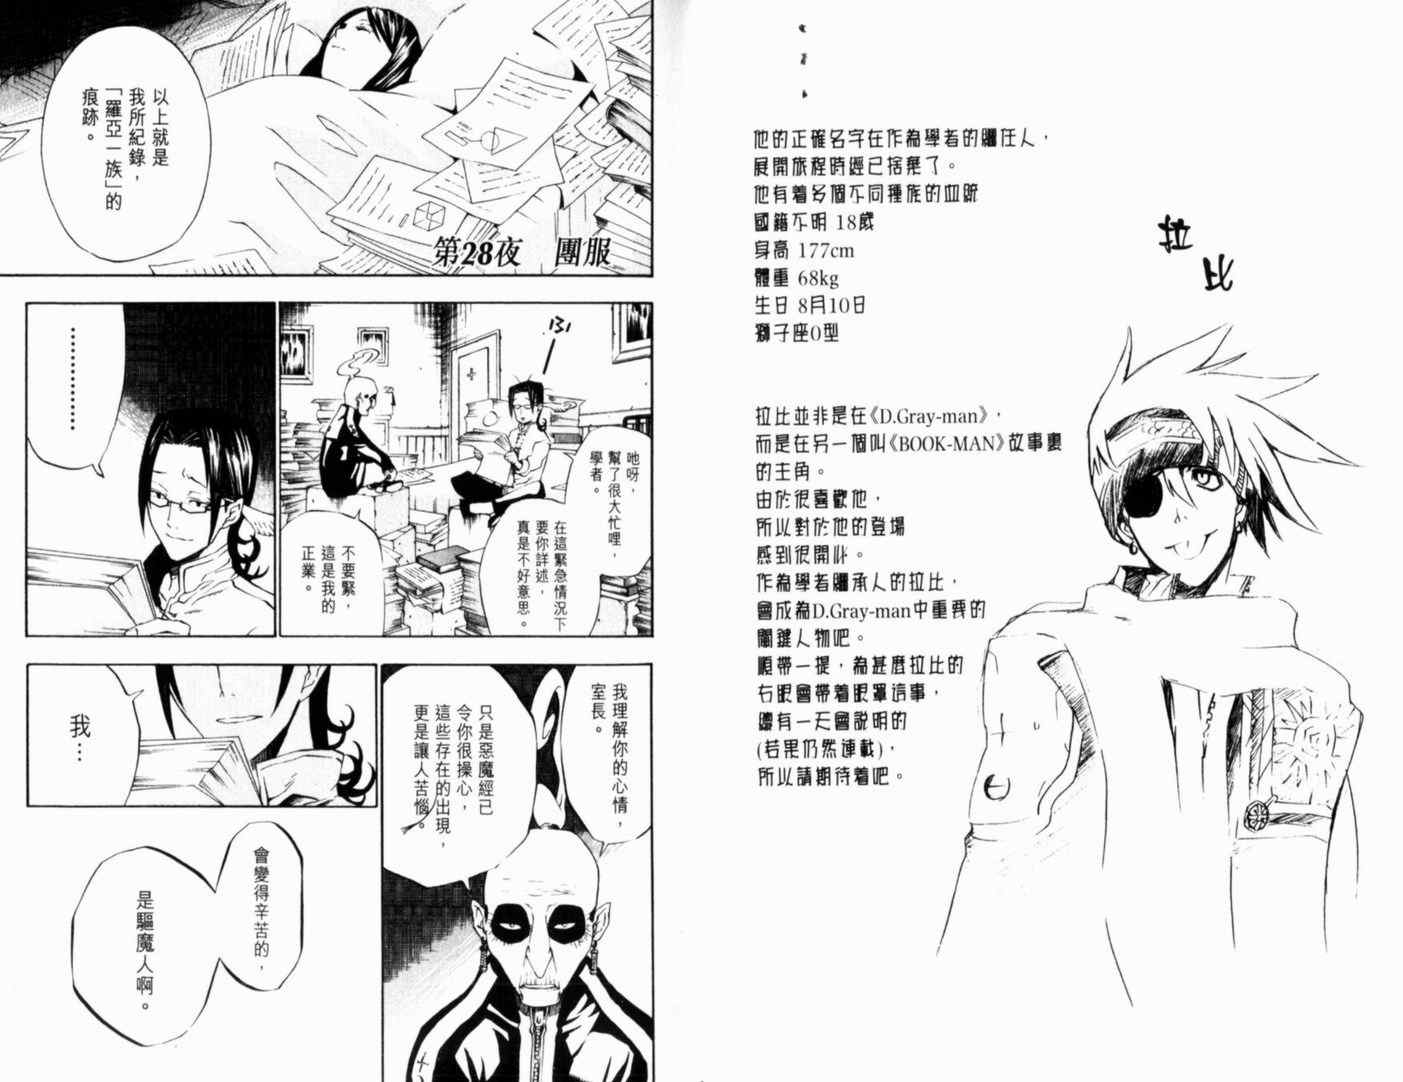 拉比
他的正確名字在作為學者的繼任人，
展開旅程時經已捨棄了。
他有着多個不同種族的血統
國籍不明 18歲
身高 177cm
體重 68kg
生日 8月10日
獅子座O型
拉比並非是在《D.Gray-man》，
而是在另一個叫《BOOK-MAN》故事裏
的主角。
由於很喜歡他，
所以對於他的登場
感到很開心。
作為學者繼承人的拉比，
會成為D.Gray-man中重要的
關鍵人物吧。
順帶一提，為甚麼拉比的
右眼會帶着眼罩這事，
總有一天會説明的
(若果仍然連載)，
所以請期待着吧。
以上就是
我所紀錄，
「羅亞一族」的
痕跡。
第28夜 團服
吔呀，
幫了很大忙哩，
學者。
在這緊急情況下
要你詳述，
真是不好意思。
不要緊，
這是我的
正業。
…………
我理解你的心情，
室長。
只是惡魔經已
令你很操心，
這些存在的出現，
更是讓人苦惱。
我…
會變得辛苦的，
是驅魔人啊。